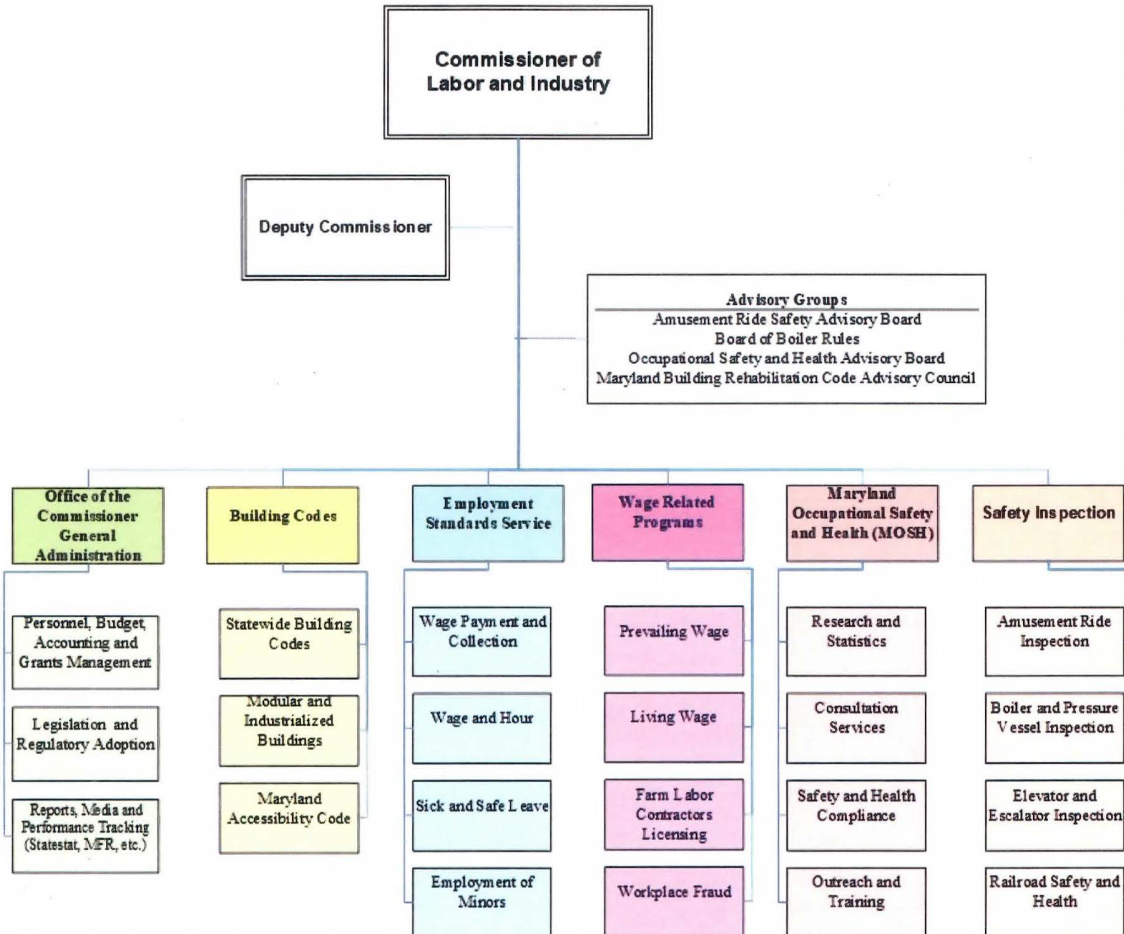 Commissioner of
Labor and Industry
Deputy Commissioner
Advisory Groups
Amusement Ride Safety Advisory Board
Board of Boiler Rules
Occupational Safety and Health Advisory Board
Maryland Building Rehabilitation Code Advisory Council
Office of the
Commissioner
General
Administration
Building Codes
Employment
Standards Service
Wage Related
Programs
Maryland
Occupational Safety
and Health (MOSH)
Safety Inspection
Personnel, Budget,
Accounting and
Grants Management
Legislation and
Regulatory Adoption
Reports, Media and
Performance Tracking
(Statestat, MFR, etc.)
Statewide Building
Codes
Modular and
Industrialized
Buildings
Maryland
Accessibility Code
Wage Payment and
Collection
Wage and Hour
Sick and Safe Leave
Employment of
Minors
Prevailing Wage
Living Wage
Farm Labor
Contractors
Licensing
Workplace Fraud
Research and
Statistics
Consultation
Services
Safety and Health
Compliance
Outreach and
Training
Amusement Ride
Inspection
Boiler and Pressure
Vessel Inspection
Elevator and
Escalator Inspection
Railroad Safety and
Health